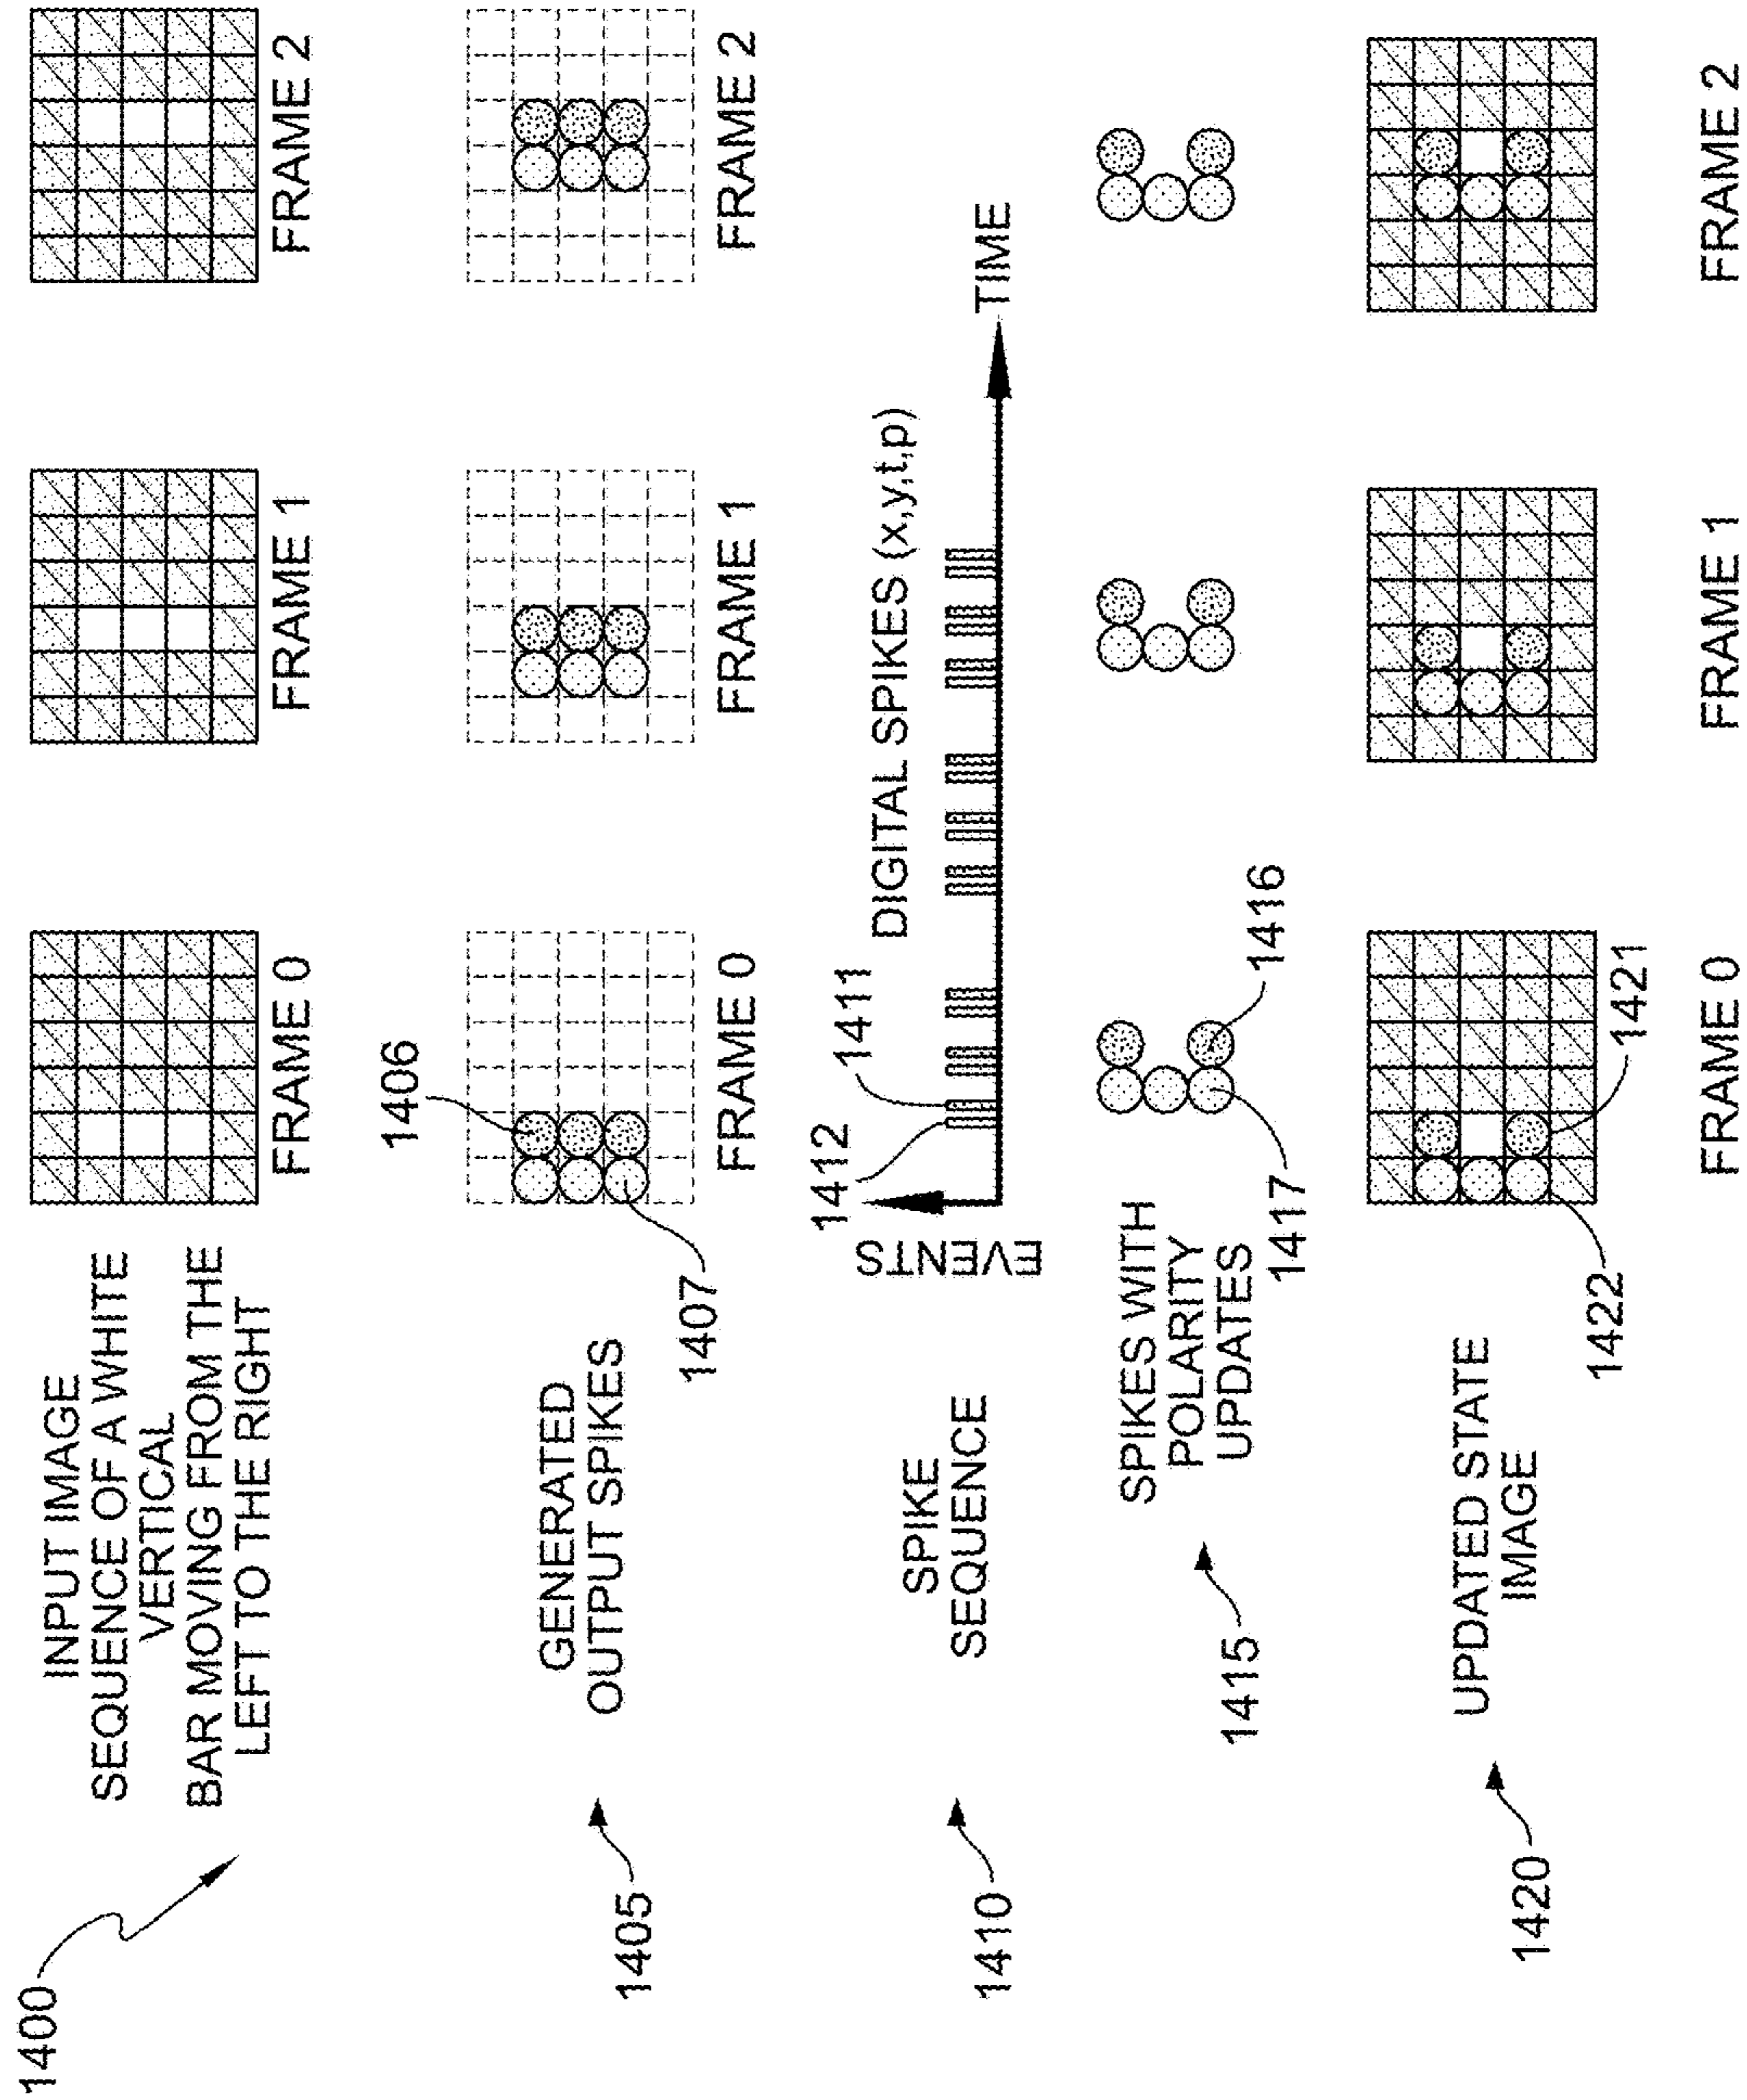 1400
INPUT IMAGE
SEQUENCE OF A WHITE
VERTICAL
BAR MOVING FROM THE
LEFT TO THE RIGHT
FRAME 0
FRAME 1
FRAME 2
1405
GENERATED
OUTPUT SPIKES
1406
1407
FRAME 0
FRAME 1
FRAME 2
1410
SPIKE
SEQUENCE
EVENTS
1412
1411
DIGITAL SPIKES (x,y,t,p)
TIME
1415
SPIKES WITH
POLARITY
UPDATES
1417
1416
1420
UPDATED STATE
IMAGE
1422
1421
FRAME 0
FRAME 1
FRAME 2